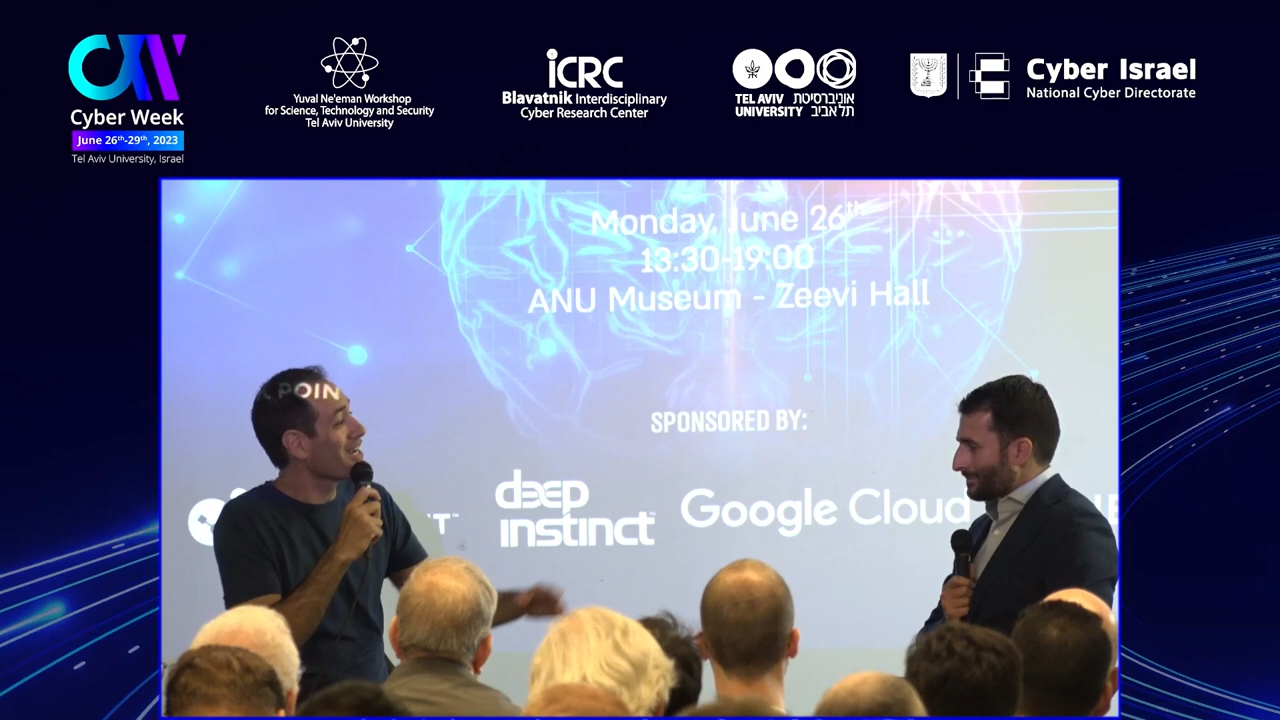 Cyber Week
June 26th-29th, 2023
Tel Aviv University, Israel
Yuval Ne'eman Workshop
for Science, Technology and Security
Tel Aviv University
iCRC
Blavatnik Interdisciplinary
Cyber Research Center
TEL AVIV אוניברסיטת
UNIVERSITY תל אביב
Cyber Israel
National Cyber Directorate
Monday, June 26th
13:30-19:00
ANU Museum - Zeevi Hall
SPONSORED BY:
POIN
deep
instinct™
Google Cloud